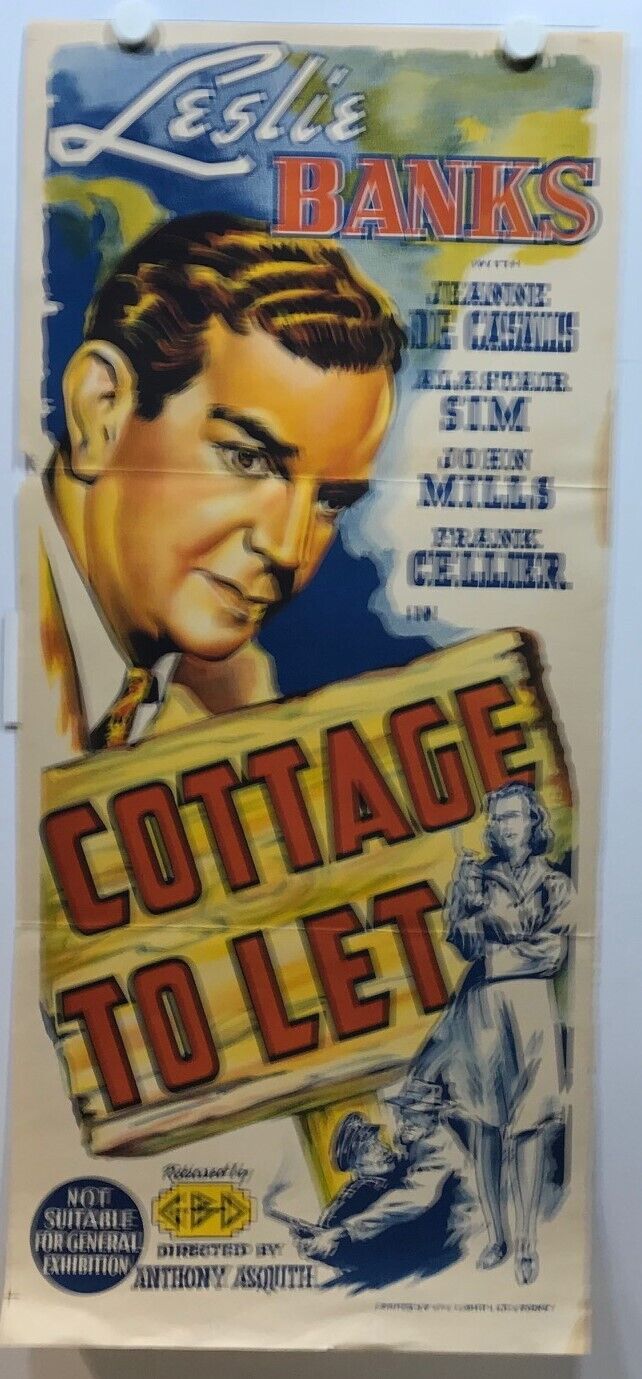 Leslie
BANKS
WITH
JEANNE
DE CASALIS
ALASTAIR
SIM
JOHN
MILLS
FRANK
CELLIER
IN
COTTAGE
TO LET
Released by
GBD
DIRECTED BY
ANTHONY ASQUITH
NOT
SUITABLE
FOR GENERAL
EXHIBITION